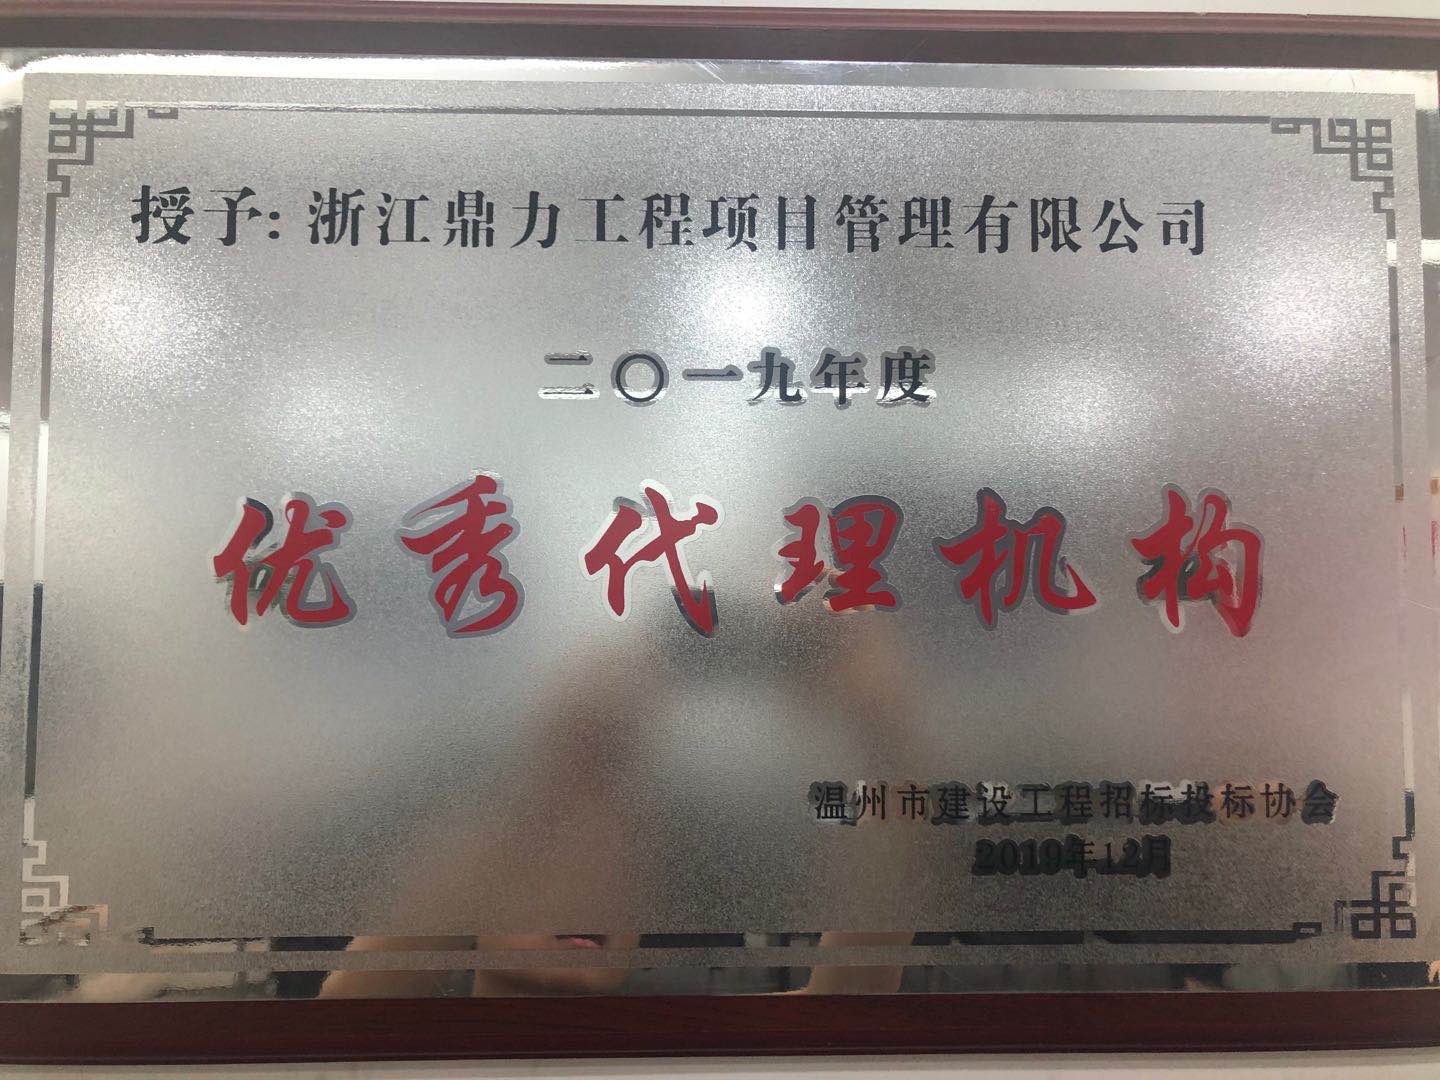 授予: 浙江鼎力工程项目管理有限公司
二〇一九年度
优秀代理机构
温州市建设工程招标投标协会
2019年12月